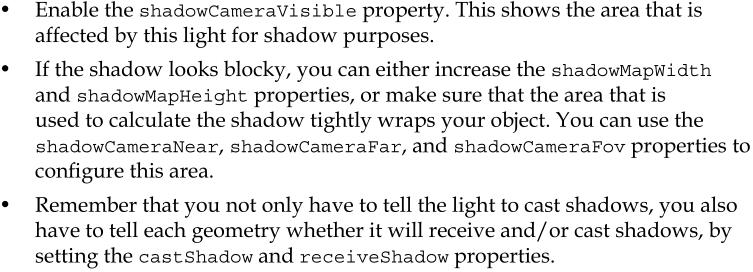 • Enable the shadowCameraVisible property. This shows the area that is
affected by this light for shadow purposes.
• If the shadow looks blocky, you can either increase the shadowMapWidth
and shadowMapHeight properties, or make sure that the area that is
used to calculate the shadow tightly wraps your object. You can use the
shadowCameraNear, shadowCameraFar, and shadowCameraFov properties to
configure this area.
• Remember that you not only have to tell the light to cast shadows, you also
have to tell each geometry whether it will receive and/or cast shadows, by
setting the castShadow and receiveShadow properties.